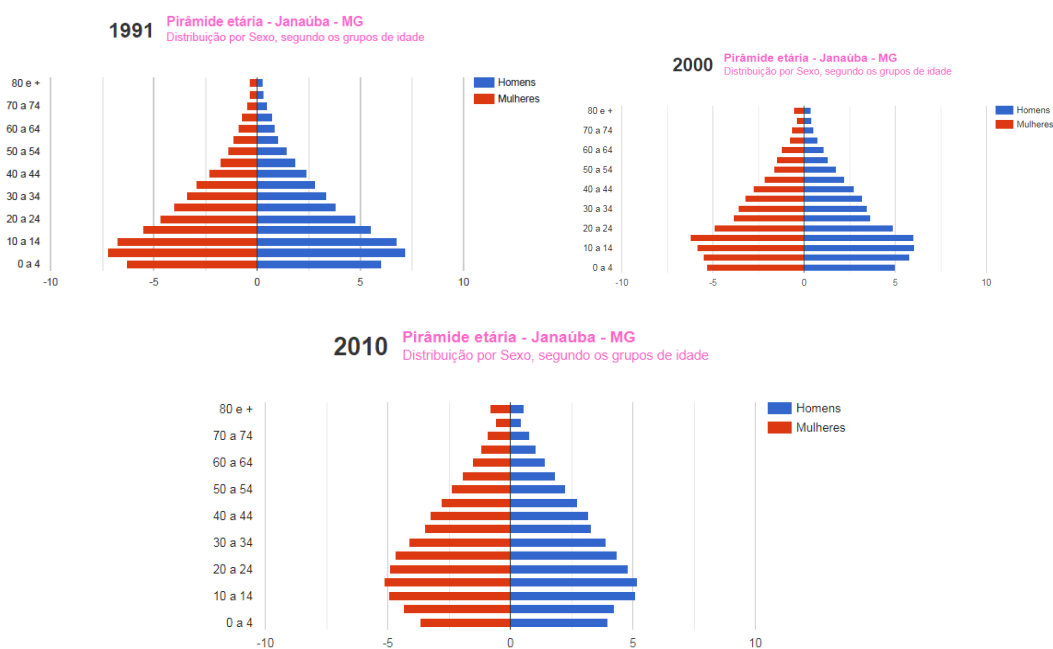 1991
Pirâmide etária - Janaúba - MG
Distribuição por Sexo, segundo os grupos de idade
80 e +
70 a 74
60 a 64
50 a 54
40 a 44
30 a 34
20 a 24
10 a 14
0 a 4
-10 -5 0 5 10
Homens
Mulheres
2000
Pirâmide etária - Janaúba - MG
Distribuição por Sexo, segundo os grupos de idade
80 e +
70 a 74
60 a 64
50 a 54
40 a 44
30 a 34
20 a 24
10 a 14
0 a 4
-10 -5 0 5 10
Homens
Mulheres
2010
Pirâmide etária - Janaúba - MG
Distribuição por Sexo, segundo os grupos de idade
80 e +
70 a 74
60 a 64
50 a 54
40 a 44
30 a 34
20 a 24
10 a 14
0 a 4
-10 -5 0 5 10
Homens
Mulheres